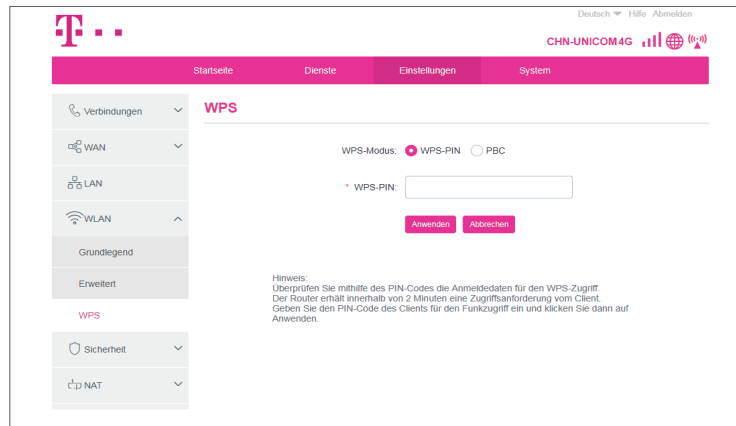 Deutsch Hilfe Abmelden
T
CHN-UNICOM 4G
Startseite Dienste Einstellungen System
Verbindungen
WAN
LAN
WLAN
Grundlegend
Erweitert
WPS
Sicherheit
NAT
WPS
WPS-Modus: WPS-PIN PBC
* WPS-PIN:
Anwenden Abbrechen
Hinweis:
Überprüfen Sie mithilfe des PIN-Codes die Anmeldedaten für den WPS-Zugriff.
Der Router erhält innerhalb von 2 Minuten eine Zugriffsanforderung vom Client.
Geben Sie den PIN-Code des Clients für den Funkzugriff ein und klicken Sie dann auf
Anwenden.